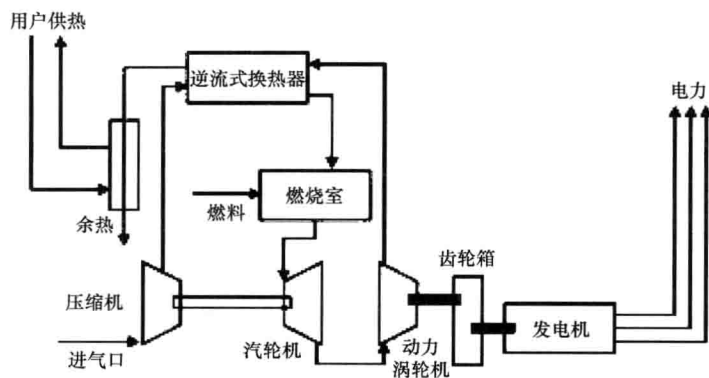 用户供热
逆流式换热器
电力
燃烧室
燃料
余热
齿轮箱
压缩机
发电机
汽轮机
动力
涡轮机
进气口